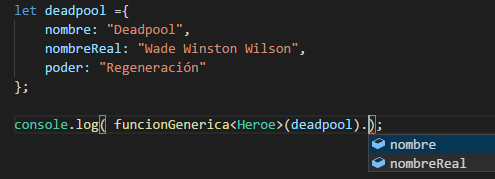 let deadpool ={
nombre: "Deadpool",
nombreReal: "Wade Winston Wilson",
poder: "Regeneración"
};
console.log( funcionGenerica<Heroe>(deadpool).);
nombre
nombreReal